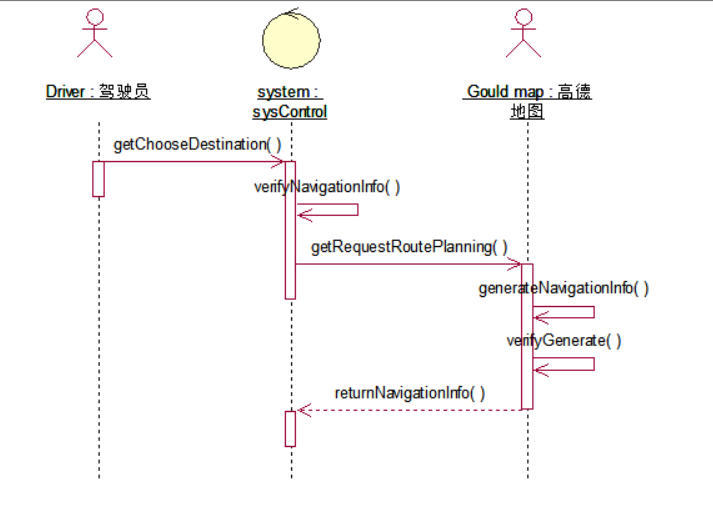 Driver : 驾驶员
system :
sysControl
Gould map : 高德
地图
getChooseDestination( )
verifyNavigationInfo( )
getRequestRoutePlanning( )
generateNavigationInfo( )
verifyGenerate( )
returnNavigationInfo( )